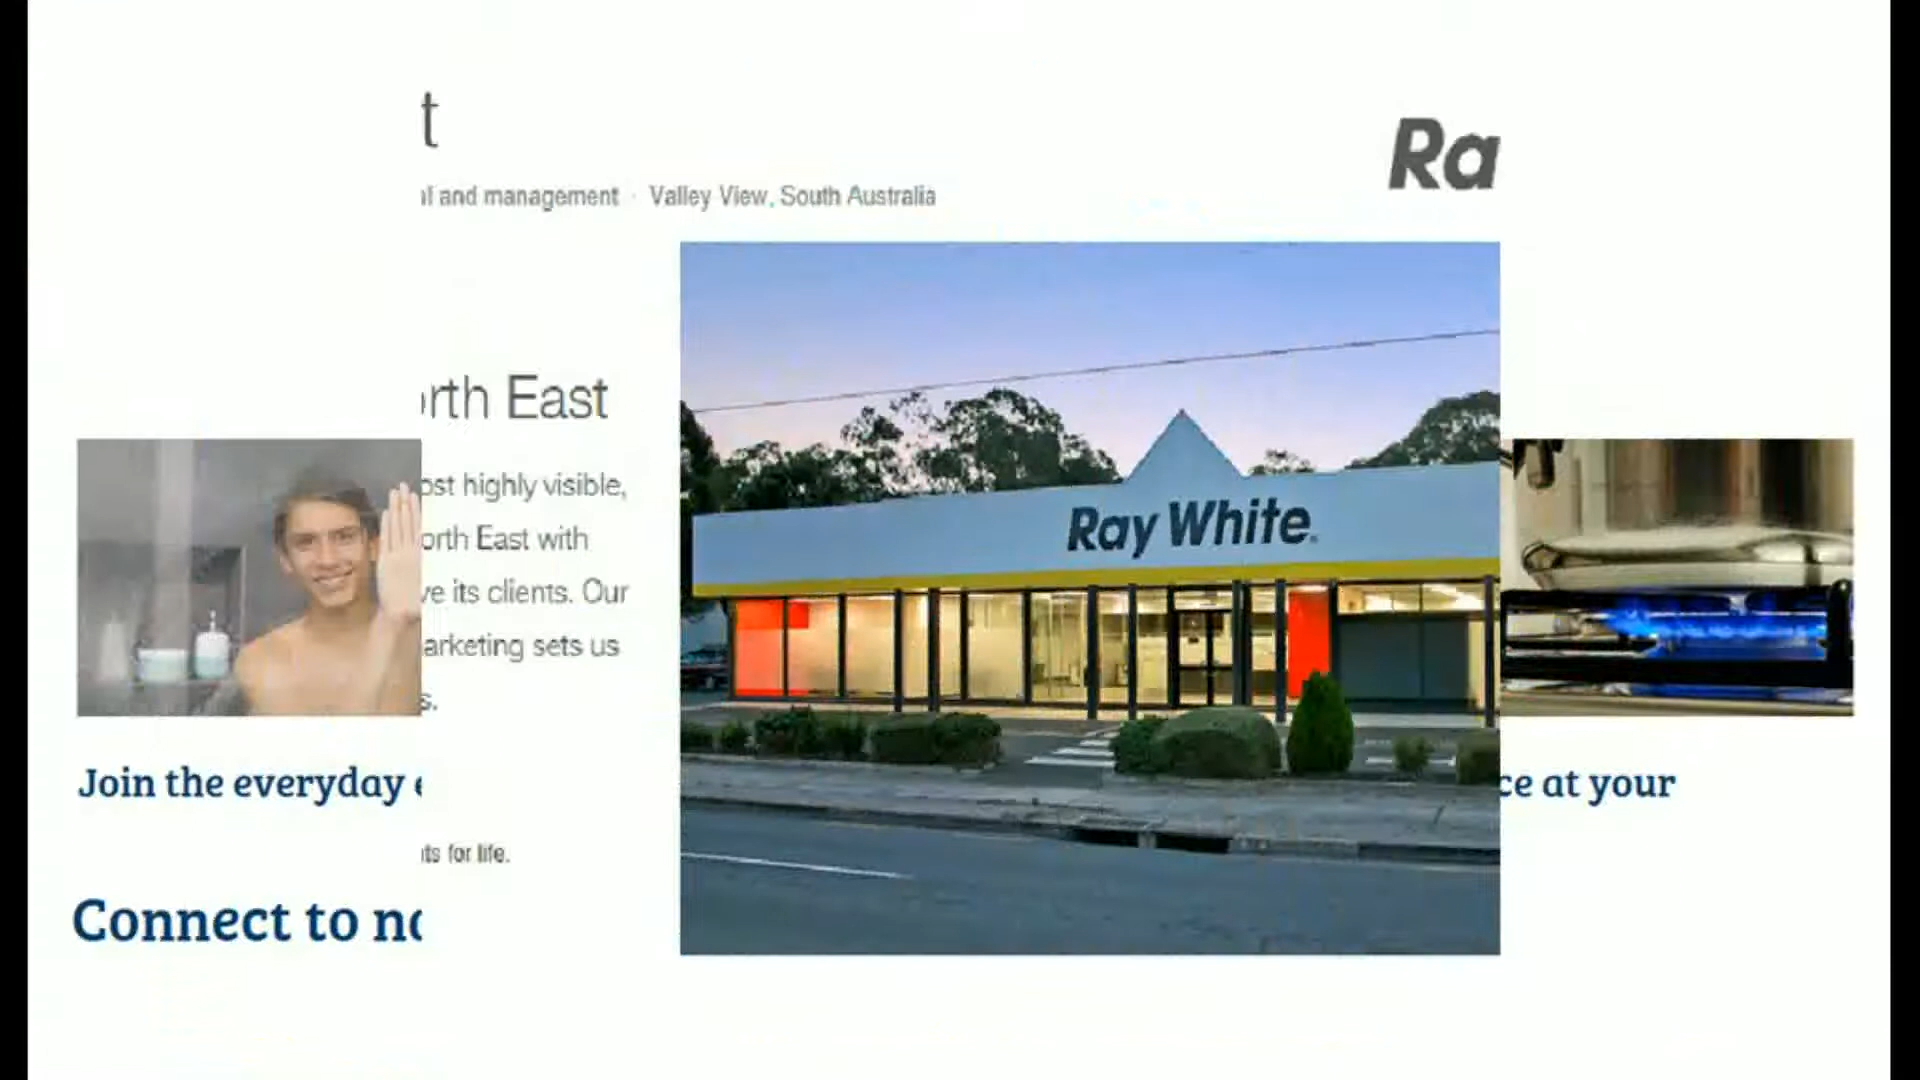 t
Ra
and management · Valley View, South Australia
rth East
ost highly visible,
orth East with
ve its clients. Our
arketing sets us
s.
Ray White.
Join the everyday
ce at your
ts for life.
Connect to